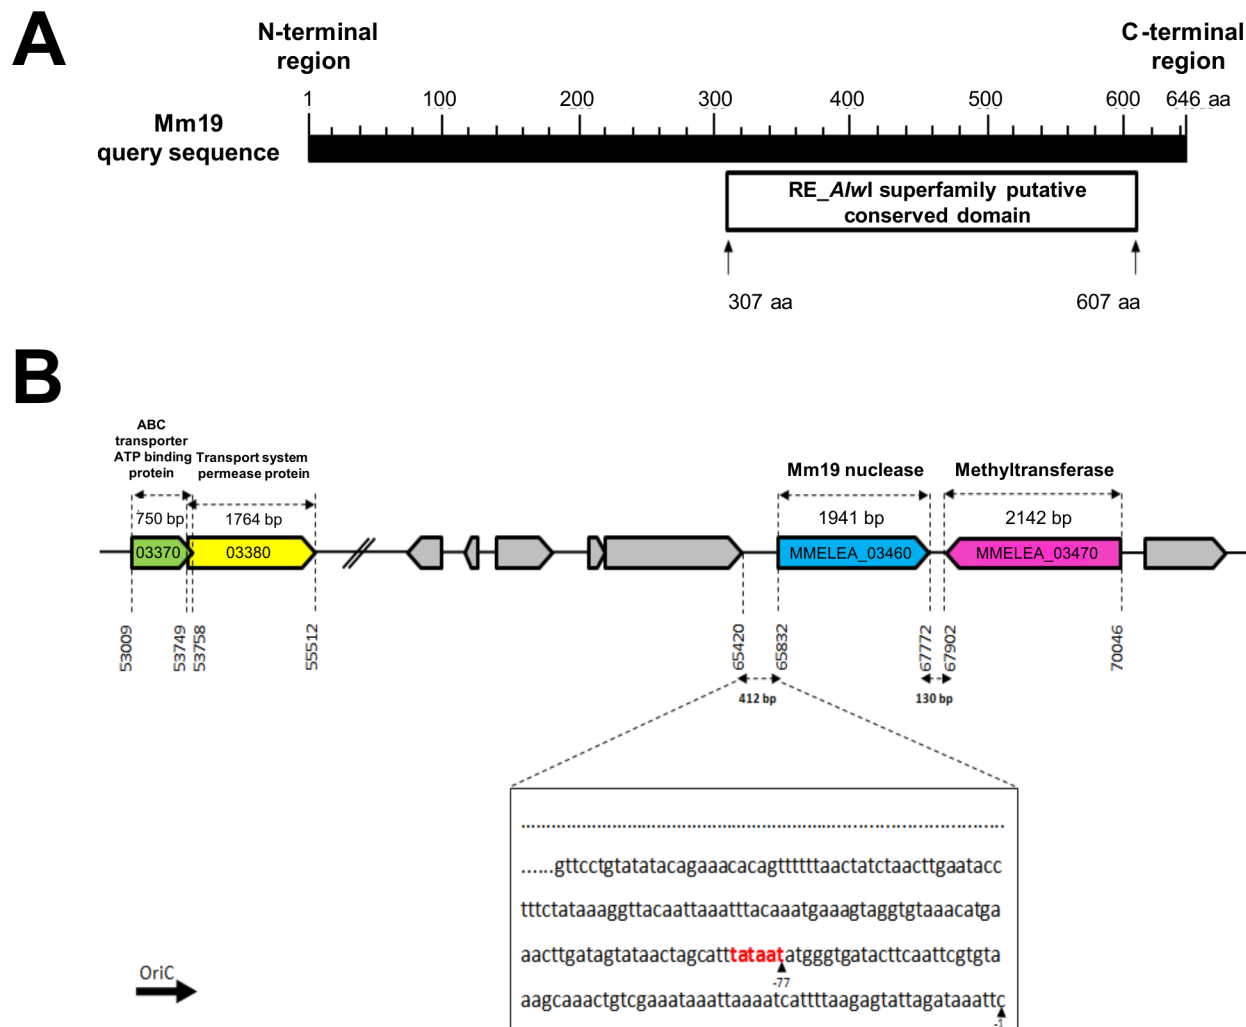 A
N-terminal
region
C-terminal
region
1 100 200 300 400 500 600 646 aa
Mm19
query sequence
RE_AlwI superfamily putative
conserved domain
307 aa 607 aa
B
ABC
transporter
ATP binding
protein
Transport system
permease protein
Mm19 nuclease Methyltransferase
750 bp 1764 bp 1941 bp 2142 bp
03370 03380 MMELEA_03460 MMELEA_03470
53009 53749 53758 55512 65420 65832 67772 67902 70046
412 bp 130 bp
......gttcctgtatatacagaaacacagttttttaactatctaacttgaatacc
tttctataaaggttacaattaaatttacaaatgaaagtaggtgtaaacatga
aacttgatagtataactagcatttataatatgggtgatacttcaattcgtgta
-77
aagcaaactgtcgaaataaattaaaatcattttaagagtattagataaattc
-1
OriC